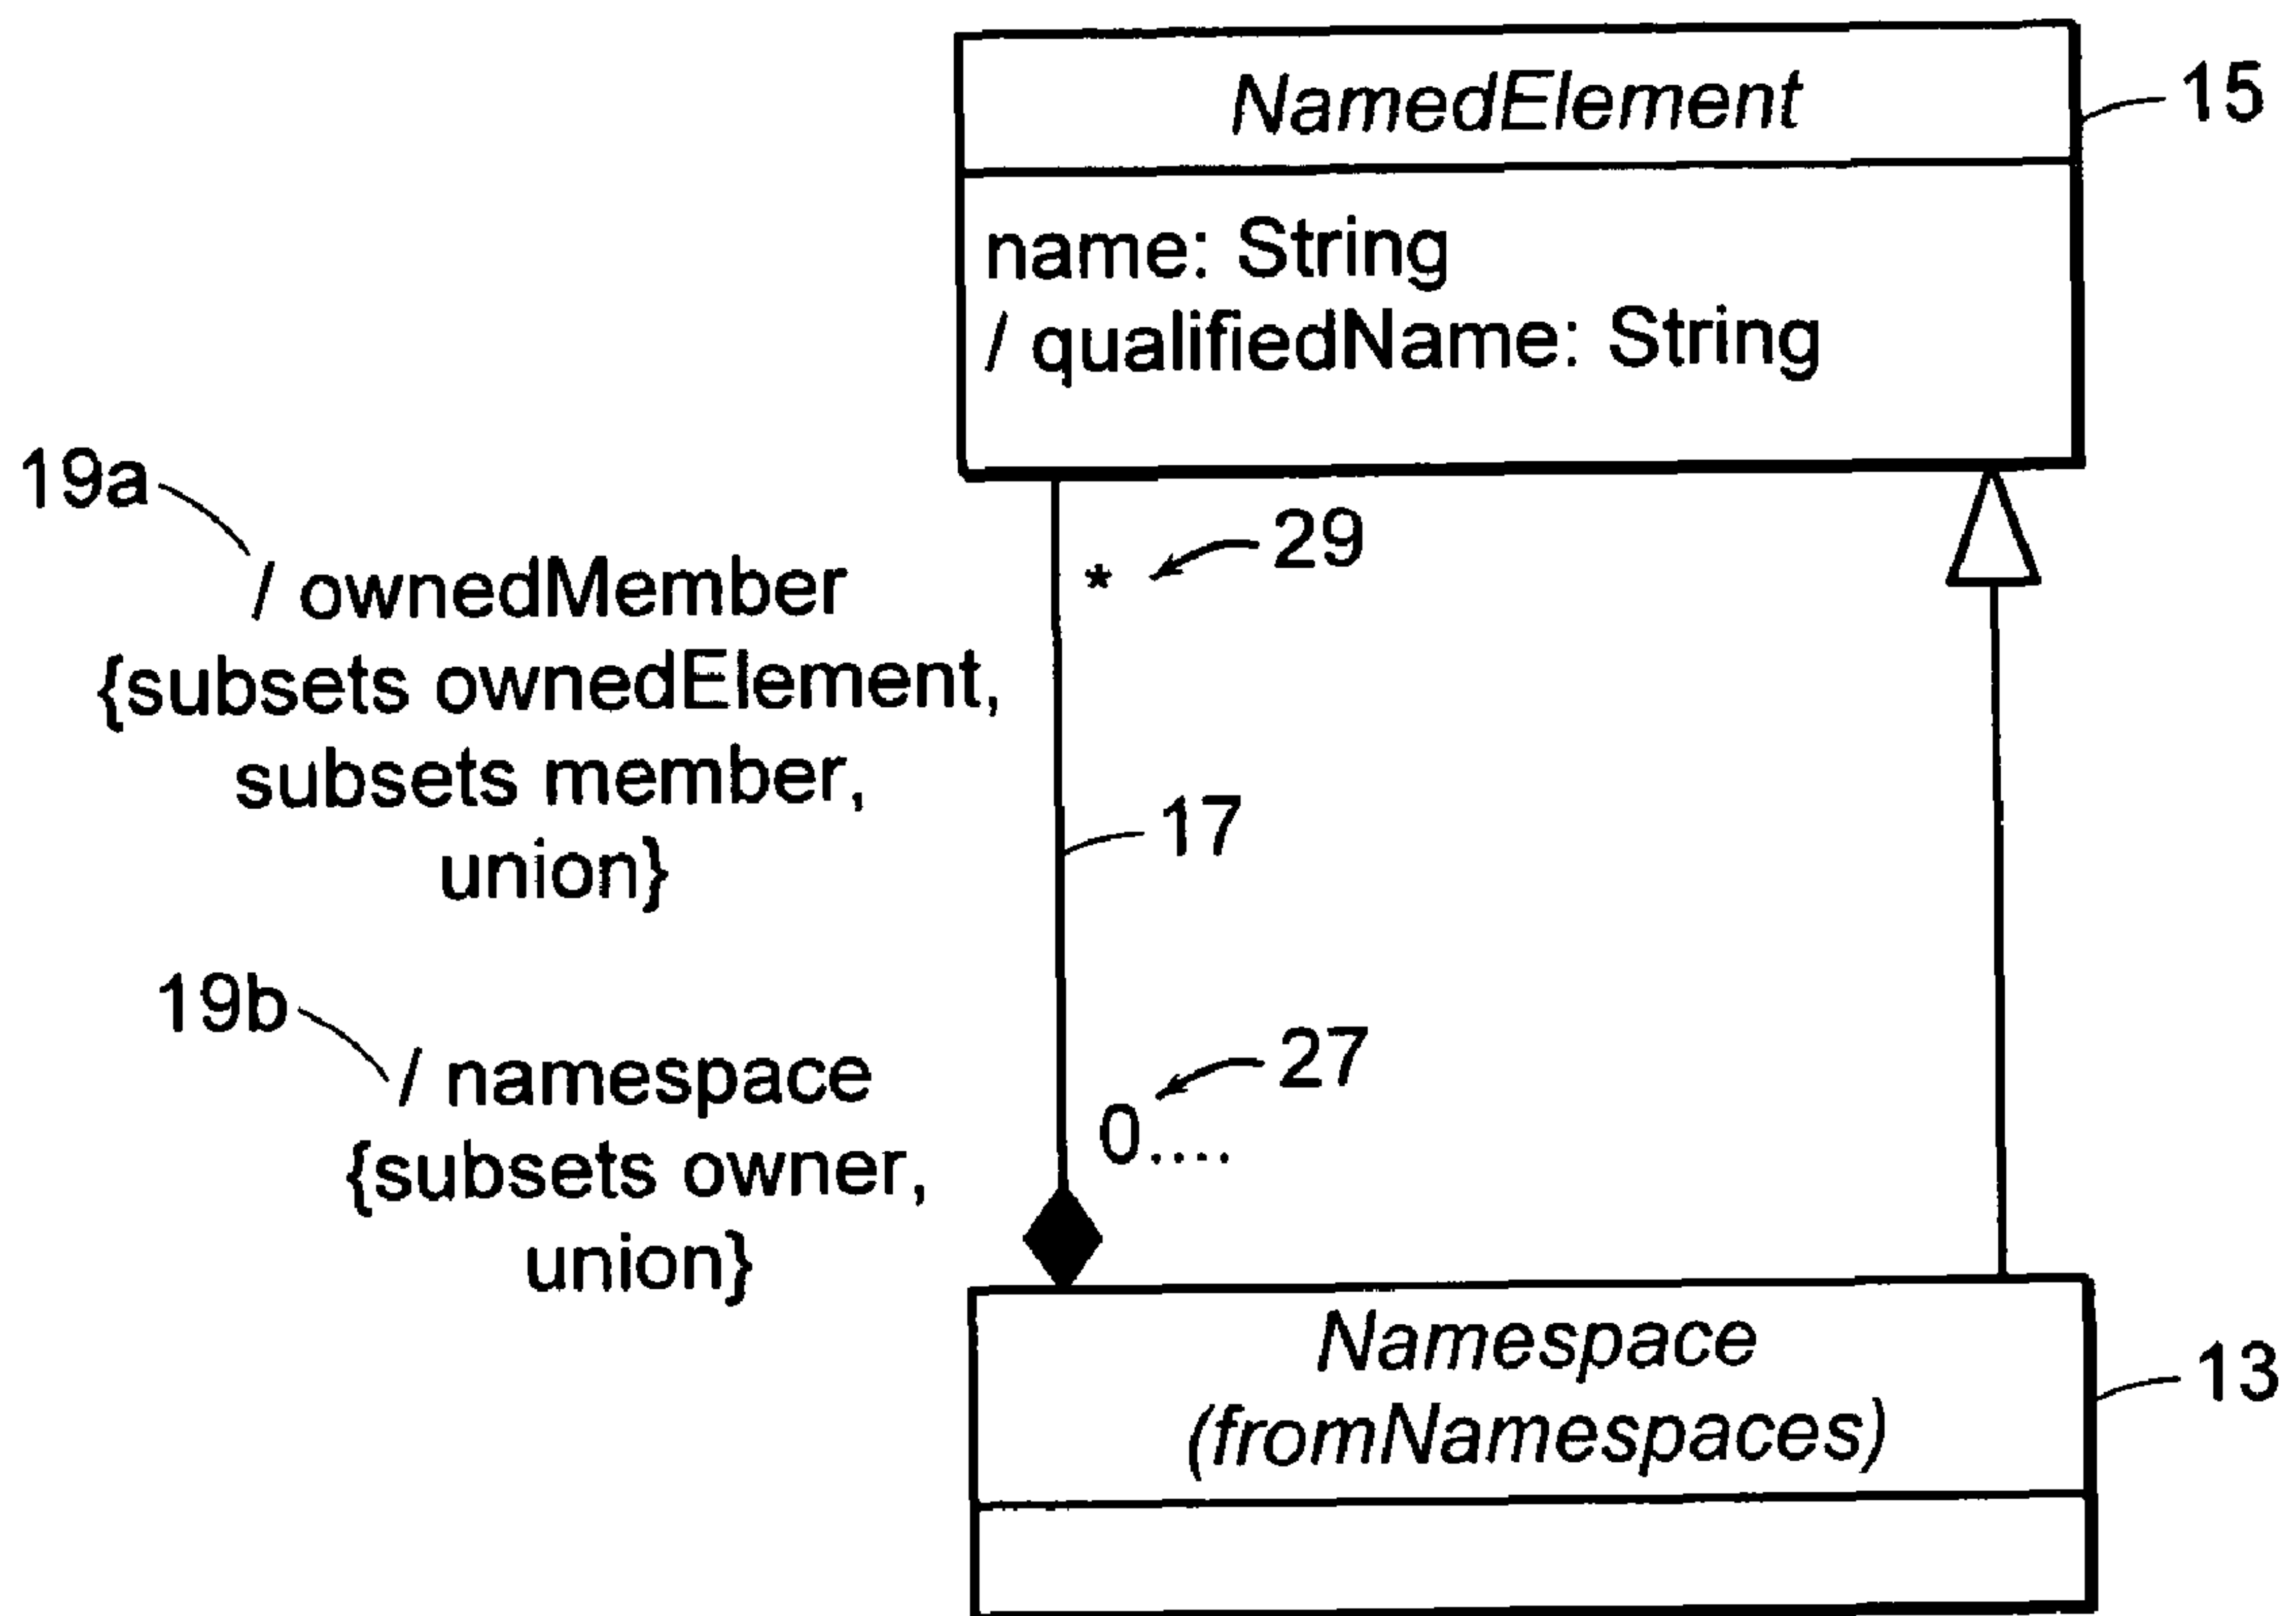 NamedElement
15
name: String
/ qualifiedName: String
19a
* 29
/ ownedMember
{subsets ownedElement,
subsets member,
union}
17
19b
/ namespace
{subsets owner,
union}
27
0....
Namespace
(fromNamespaces)
13